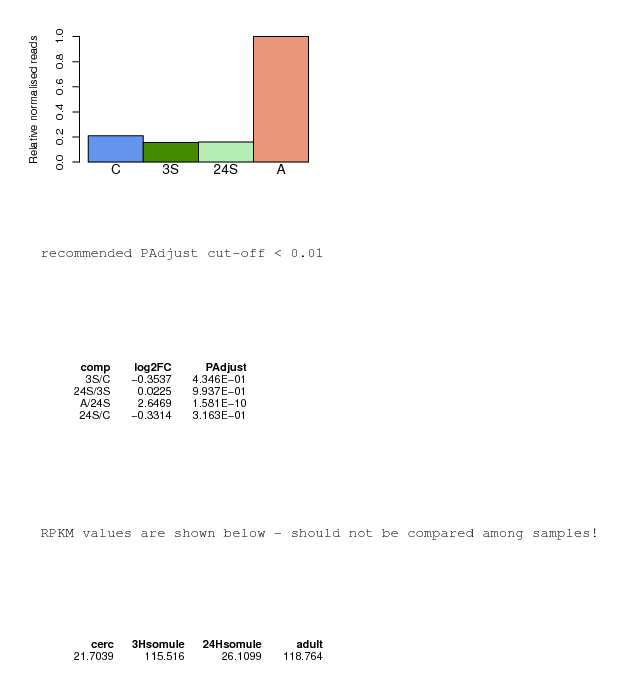 Relative normalised reads
1.0
0.8
0.6
0.4
0.2
0.0
C 3S 24S A
recommended PAdjust cut-off < 0.01
comp log2FC PAdjust
3S/C −0.3537 4.346E−01
24S/3S 0.0225 9.937E−01
A/24S 2.6469 1.581E−10
24S/C −0.3314 3.163E−01
RPKM values are shown below - should not be compared among samples!
cerc 3Hsomule 24Hsomule adult
21.7039 115.516 26.1099 118.764